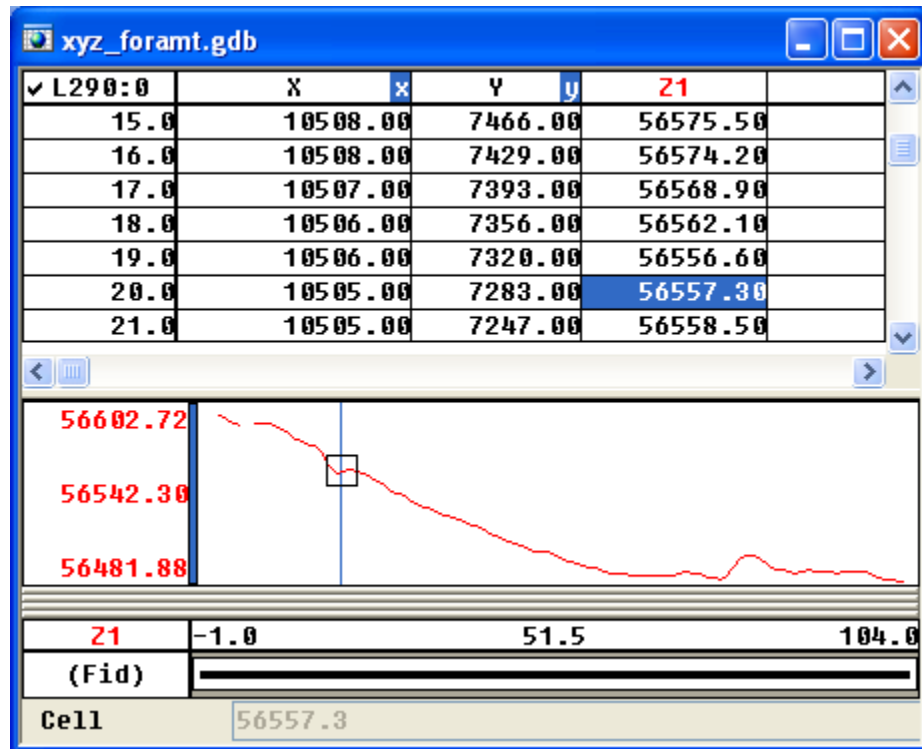 xyz_foramt.gdb
✓ L290:0 X x Y y Z1
15.0 10508.00 7466.00 56575.50
16.0 10508.00 7429.00 56574.20
17.0 10507.00 7393.00 56568.90
18.0 10506.00 7356.00 56562.10
19.0 10506.00 7320.00 56556.60
20.0 10505.00 7283.00 56557.30
21.0 10505.00 7247.00 56558.50
56602.72
56542.30
56481.88
Z1 -1.0 51.5 104.0
(Fid)
Cell 56557.3